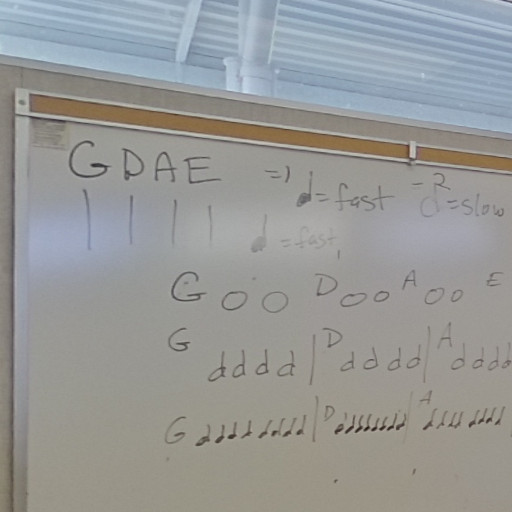 GDAE =1 d=fast =2 d=slow
| | | | d=fast
G o o D o o A o o E
G d d d d | D d d d d | A d d d d
G d d d d d d d d | D d d d d d d d d | A d d d d d d d d